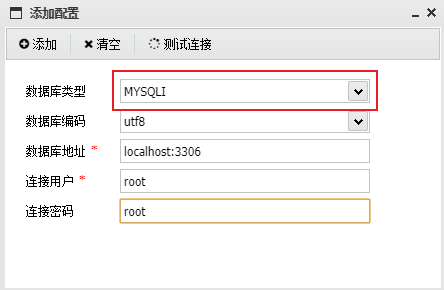 添加配置
添加 清空 测试连接
数据库类型 MYSQLI
数据库编码 utf8
数据库地址 * localhost:3306
连接用户 * root
连接密码 root